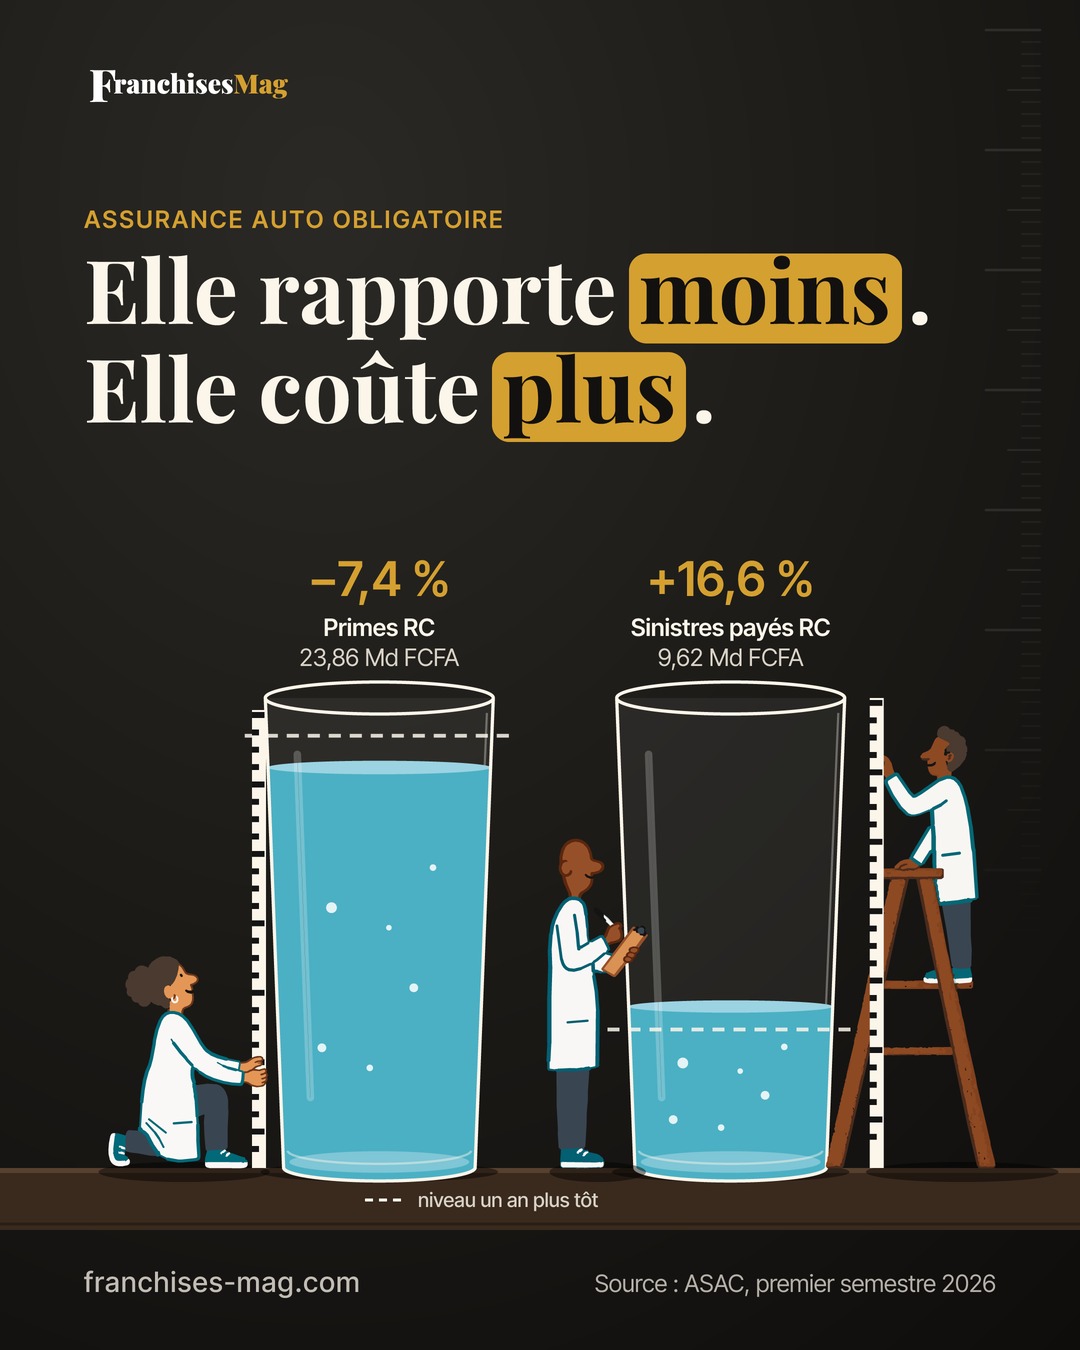 FranchisesMag
ASSURANCE AUTO OBLIGATOIRE
Elle rapporte moins.
Elle coûte plus.
–7,4 %
Primes RC
23,86 Md FCFA
+16,6 %
Sinistres payés RC
9,62 Md FCFA
niveau un an plus tôt
franchises-mag.com
Source : ASAC, premier semestre 2026